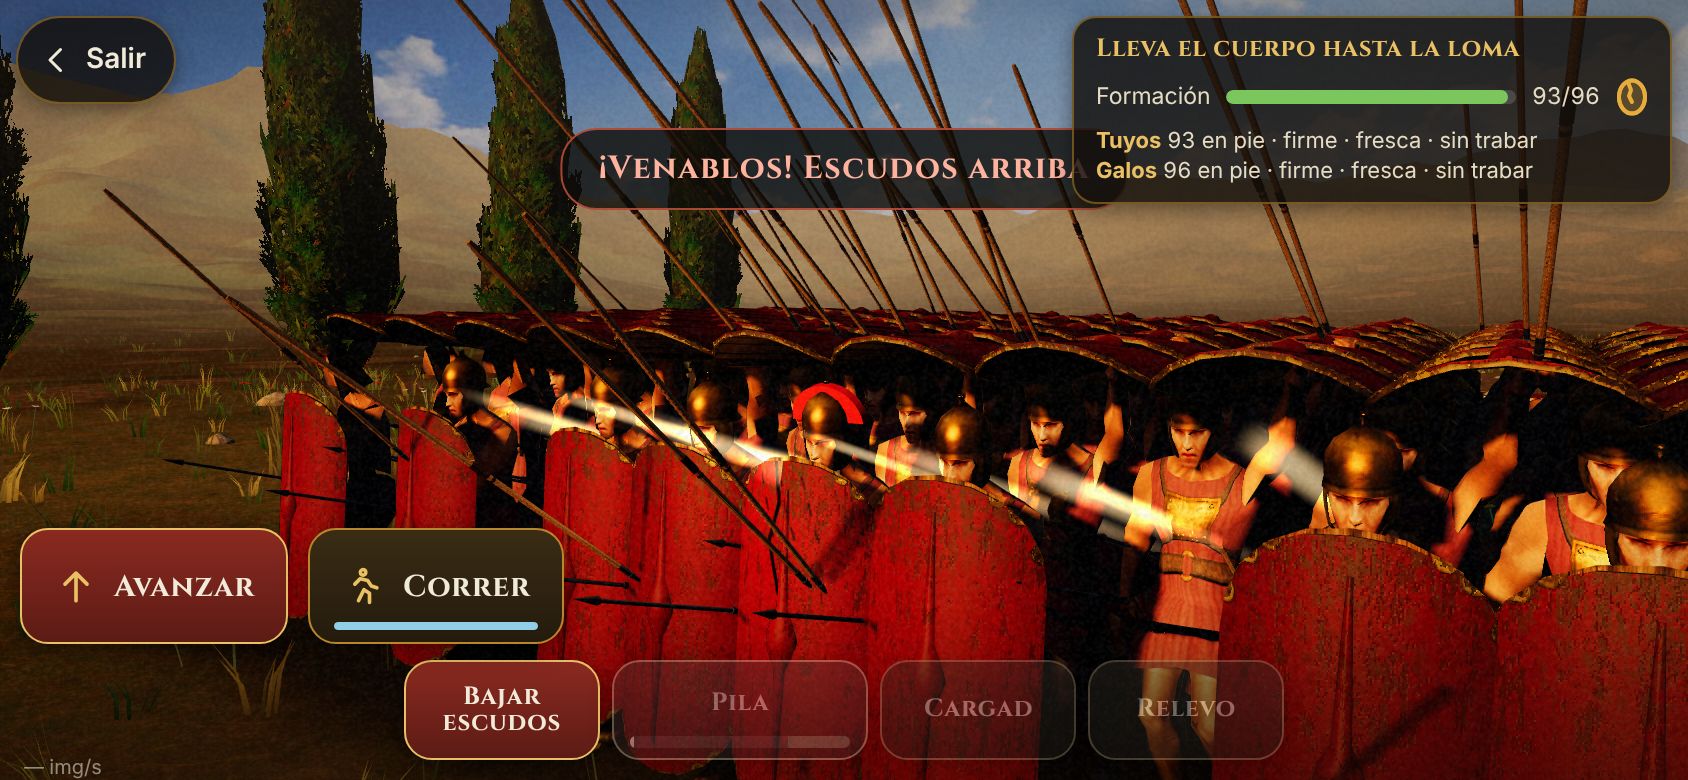 Salir
LLEVA EL CUERPO HASTA LA LOMA
Formación 93/96
Tuyos 93 en pie · firme · fresca · sin trabar
Galos 96 en pie · firme · fresca · sin trabar
¡VENABLOS! ESCUDOS ARRIBA
AVANZAR
CORRER
BAJAR
ESCUDOS
PILA
CARGAD
RELEVO
— img/s